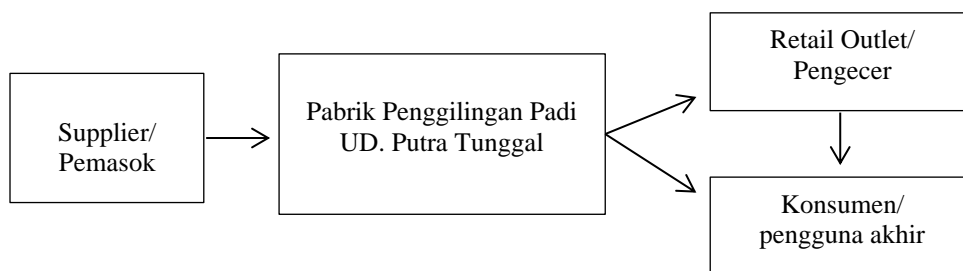 Supplier/
Pemasok
Pabrik Penggilingan Padi
UD. Putra Tunggal
Retail Outlet/
Pengecer
Konsumen/
pengguna akhir